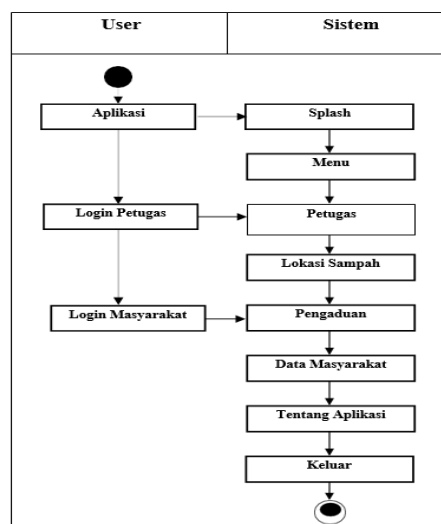 User
Sistem
Aplikasi
Splash
Menu
Login Petugas
Petugas
Lokasi Sampah
Login Masyarakat
Pengaduan
Data Masyarakat
Tentang Aplikasi
Keluar